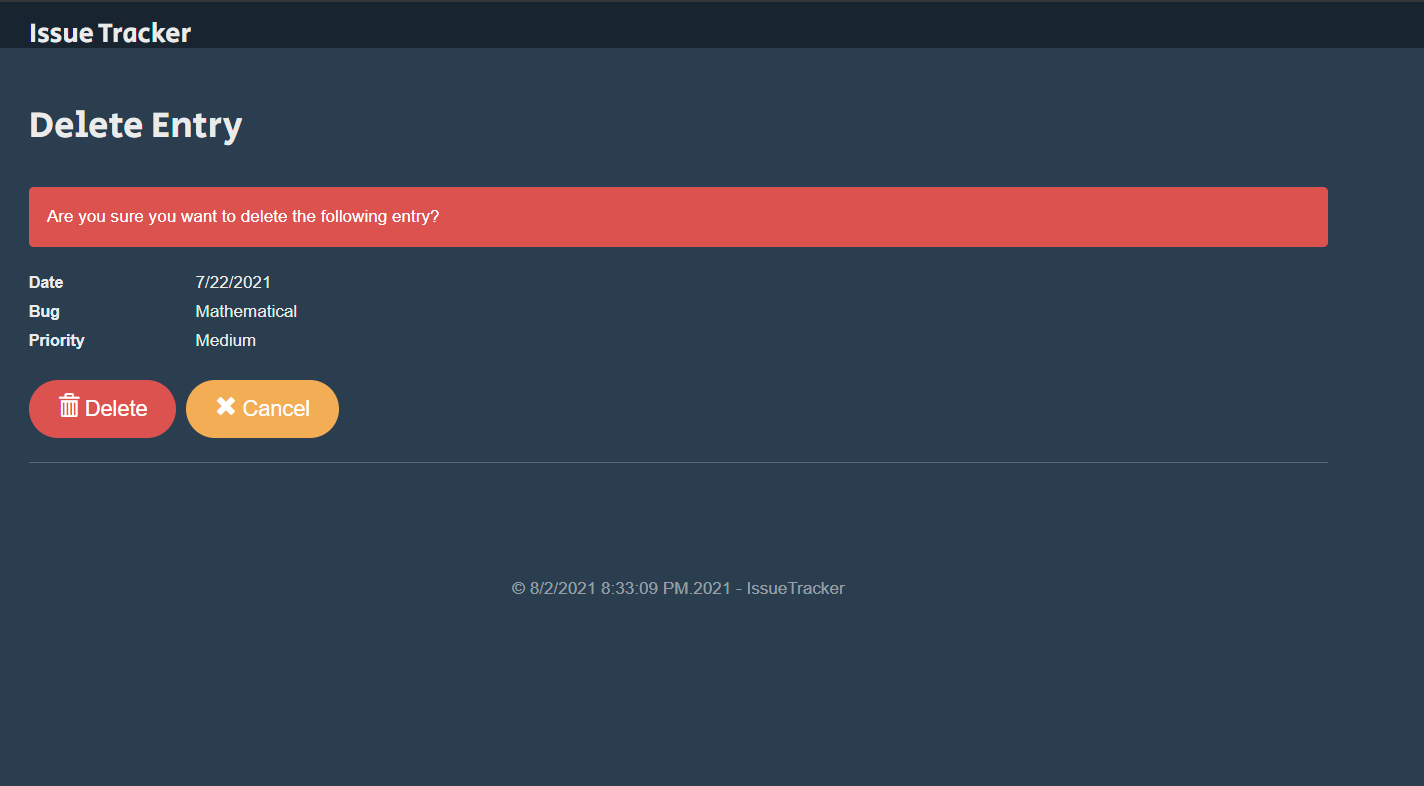 Issue Tracker
Delete Entry
Are you sure you want to delete the following entry?
Date 7/22/2021
Bug Mathematical
Priority Medium
Delete Cancel
© 8/2/2021 8:33:09 PM.2021 - IssueTracker